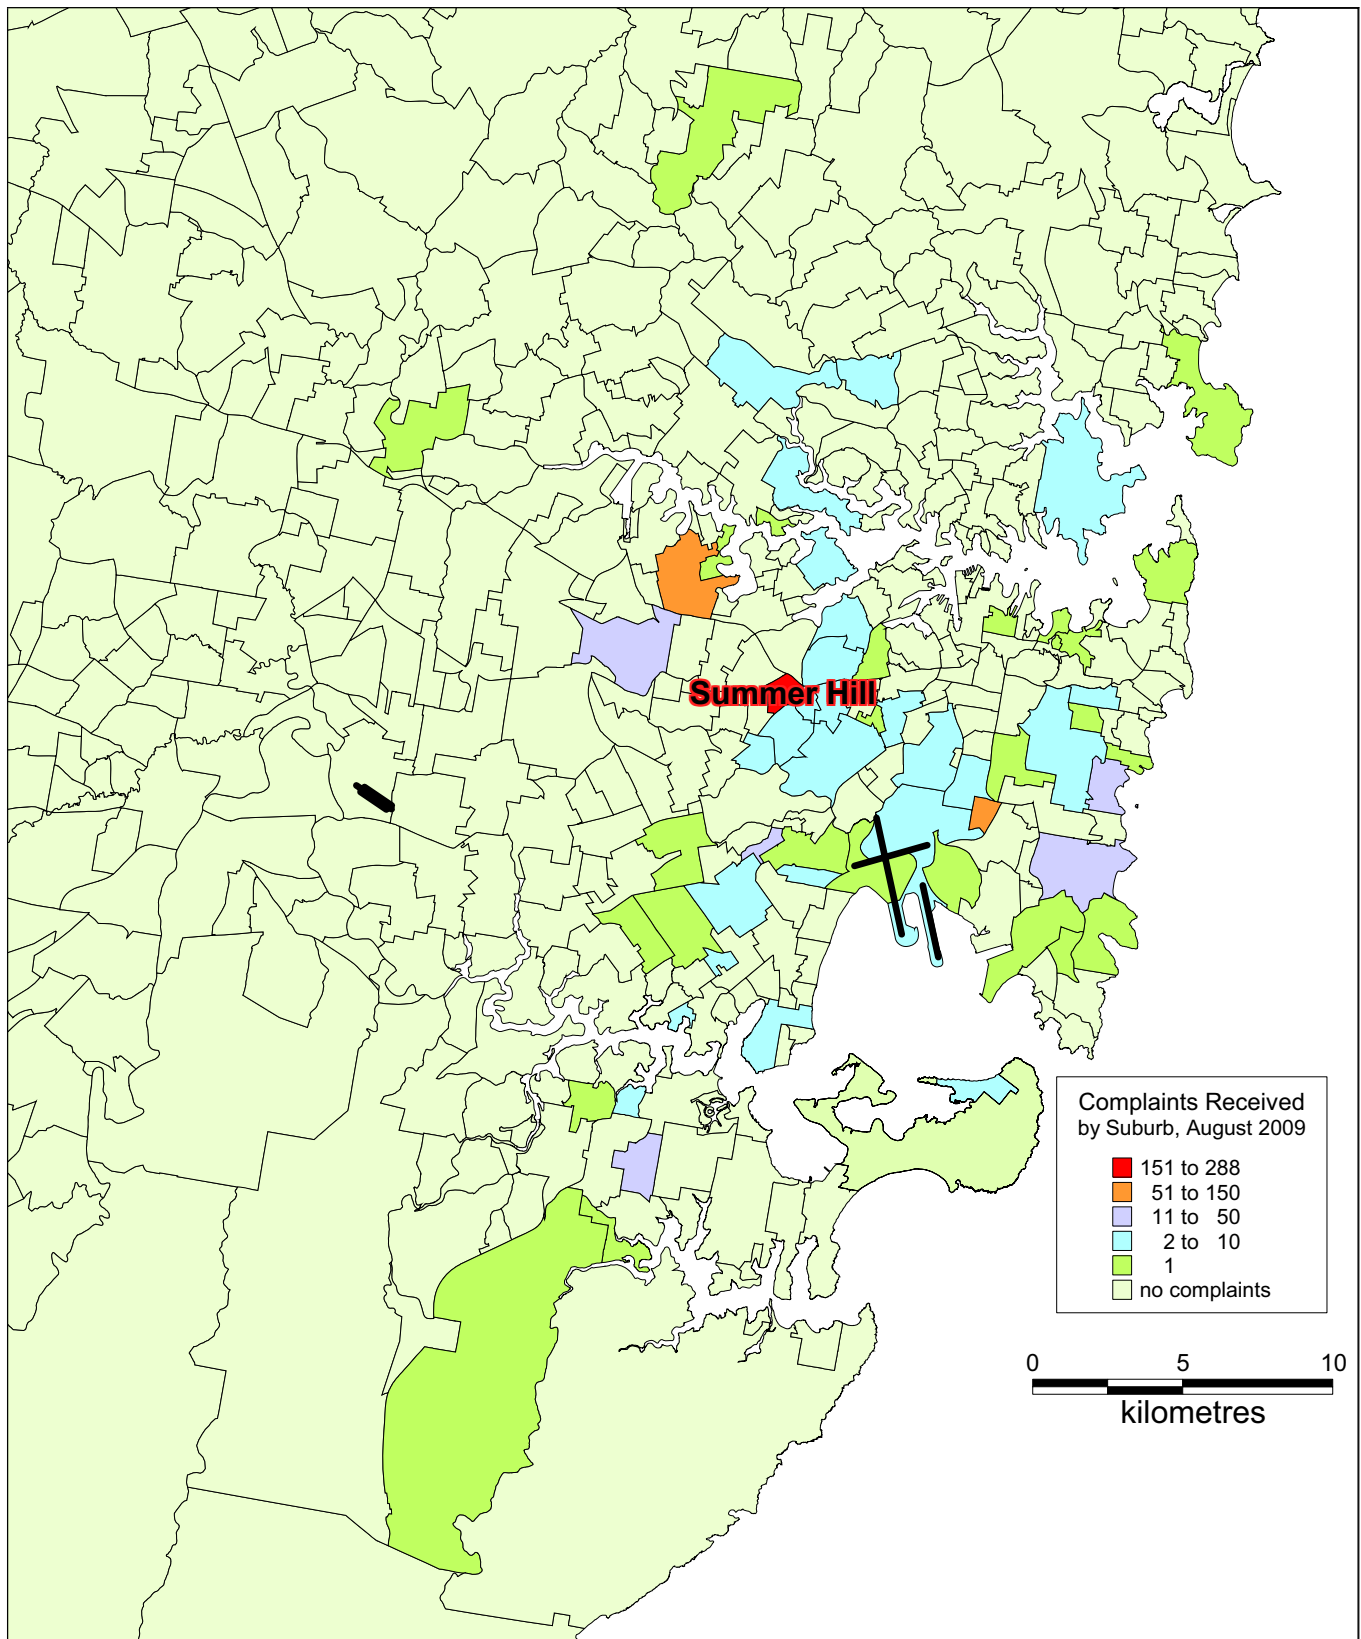 Summer Hill
Complaints Received
by Suburb, August 2009
151 to 288
51 to 150
11 to 50
2 to 10
1
no complaints
0 5 10
kilometres